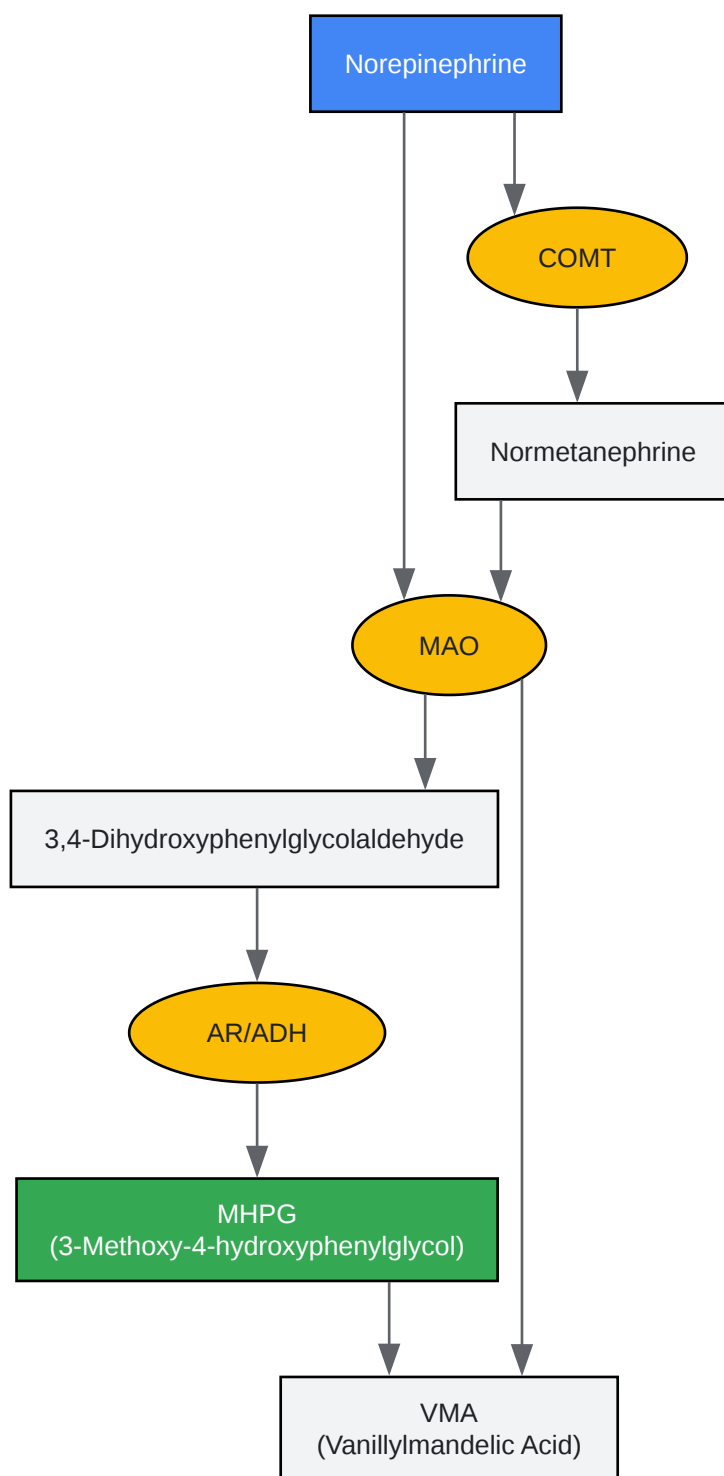 Norepinephrine
COMT
Normetanephrine
MAO
3,4-Dihydroxyphenylglycolaldehyde
AR/ADH
MHPG
(3-Methoxy-4-hydroxyphenylglycol)
VMA
(Vanillylmandelic Acid)